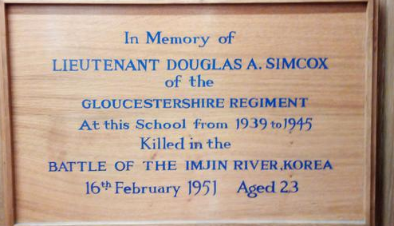 In Memory of
LIEUTENANT DOUGLAS A. SIMCOX
of the
GLOUCESTERSHIRE REGIMENT
At this School from 1939 to 1945
Killed in the
BATTLE OF THE IMJIN RIVER, KOREA
16th February 1951 Aged 23